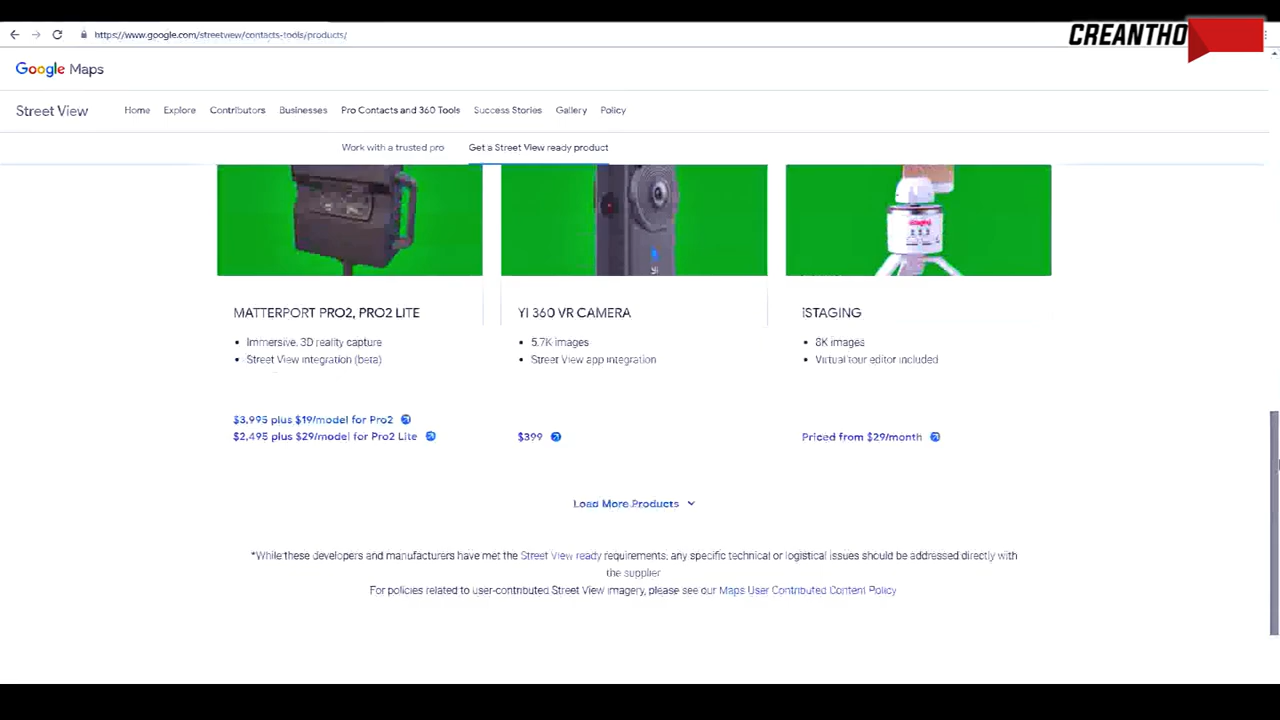 https://www.google.com/streetview/contacts-tools/products/
CREANTHO
Google Maps
Street View Home Explore Contributors Businesses Pro Contacts and 360 Tools Success Stories Gallery Policy
Work with a trusted pro Get a Street View ready product
MATTERPORT PRO2, PRO2 LITE
• Immersive, 3D reality capture
• Street View integration (beta)
$3,995 plus $19/model for Pro2
$2,495 plus $29/model for Pro2 Lite
YI 360 VR CAMERA
• 5.7K images
• Street View app integration
$399
iSTAGING
• 8K images
• Virtual tour editor included
Priced from $29/month
Load More Products
*While these developers and manufacturers have met the Street View ready requirements, any specific technical or logistical issues should be addressed directly with
the supplier
For policies related to user-contributed Street View imagery, please see our Maps User Contributed Content Policy